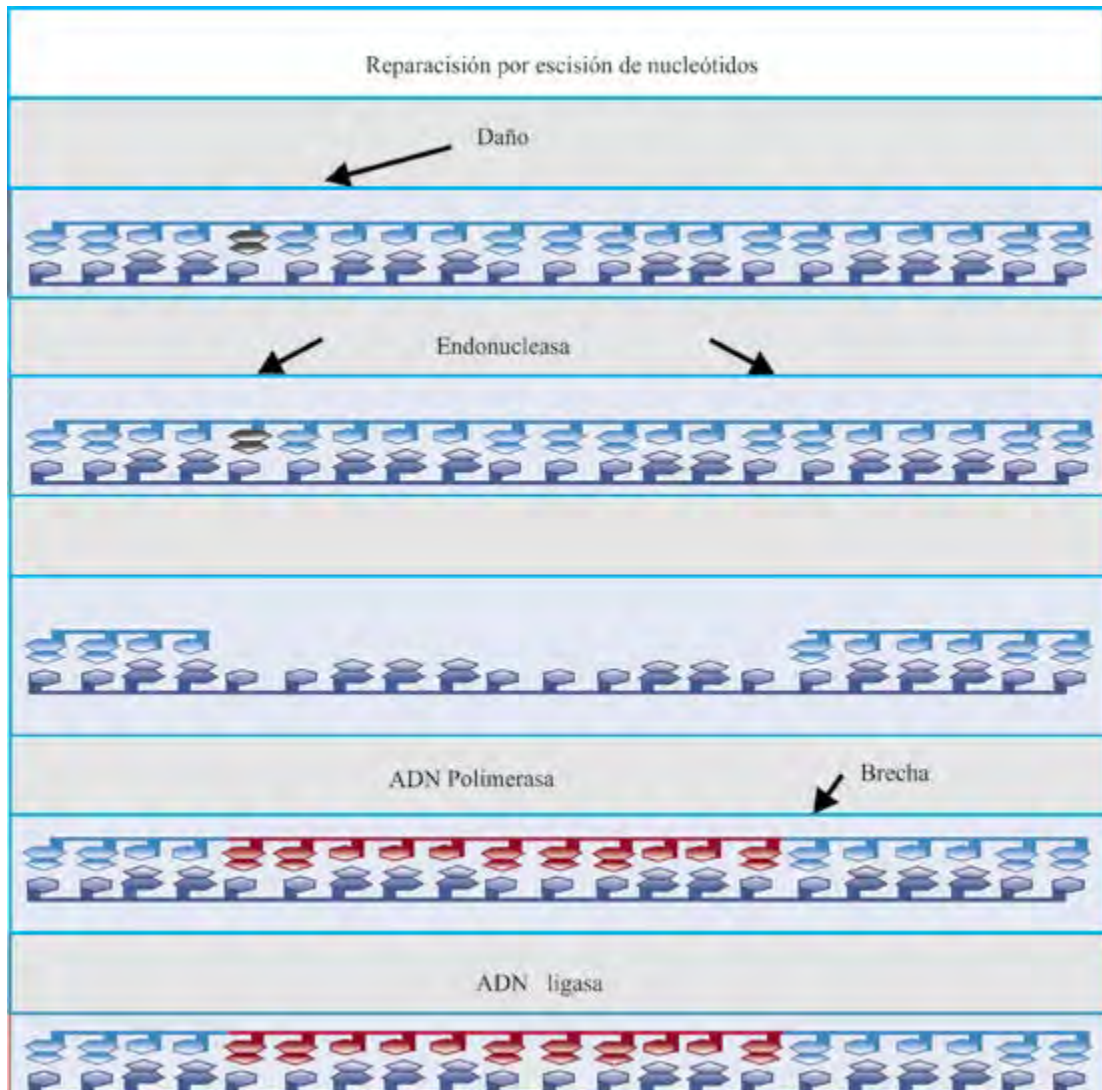 Reparacisión por escisión de nucleótidos
Daño
Endonucleasa
ADN Polimerasa
Brecha
ADN ligasa